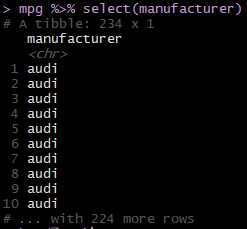 > mpg %>% select(manufacturer)
# A tibble: 234 x 1
manufacturer
<chr>
1 audi
2 audi
3 audi
4 audi
5 audi
6 audi
7 audi
8 audi
9 audi
10 audi
# ... with 224 more rows